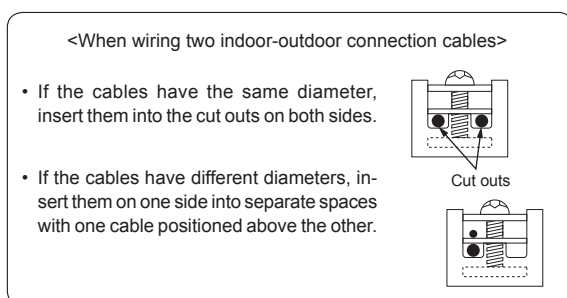 <When wiring two indoor-outdoor connection cables>
• If the cables have the same diameter,
insert them into the cut outs on both sides.
Cut outs
• If the cables have different diameters, in-
sert them on one side into separate spaces
with one cable positioned above the other.